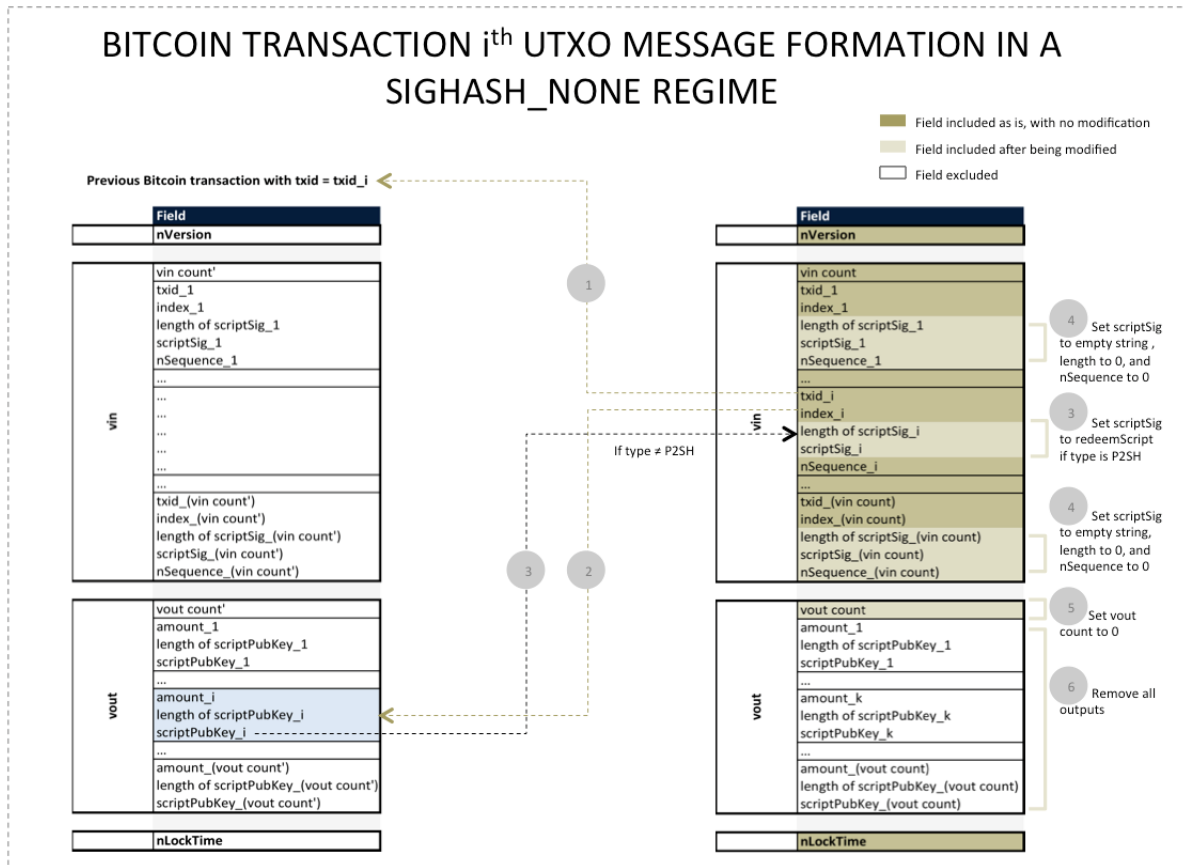 BITCOIN TRANSACTION iᵗʰ UTXO MESSAGE FORMATION IN A
SIGHASH_NONE REGIME
Field included as is, with no modification
Field included after being modified
Field excluded
Previous Bitcoin transaction with txid = txid_i
Field
nVersion
vin
vin count'
txid_1
index_1
length of scriptSig_1
scriptSig_1
nSequence_1
...
...
...
...
...
...
...
txid_(vin count')
index_(vin count')
length of scriptSig_(vin count')
scriptSig_(vin count')
nSequence_(vin count')
vout
vout count'
amount_1
length of scriptPubKey_1
scriptPubKey_1
...
amount_i
length of scriptPubKey_i
scriptPubKey_i
...
amount_(vout count')
length of scriptPubKey_(vout count')
scriptPubKey_(vout count')
nLockTime
1
If type ≠ P2SH
3
2
Field
nVersion
vin
vin count
txid_1
index_1
length of scriptSig_1
scriptSig_1
nSequence_1
...
txid_i
index_i
length of scriptSig_i
scriptSig_i
nSequence_i
...
txid_(vin count)
index_(vin count)
length of scriptSig_(vin count)
scriptSig_(vin count)
nSequence_(vin count)
vout
vout count
amount_1
length of scriptPubKey_1
scriptPubKey_1
...
amount_k
length of scriptPubKey_k
scriptPubKey_k
...
amount_(vout count)
length of scriptPubKey_(vout count)
scriptPubKey_(vout count)
nLockTime
4 Set scriptSig
to empty string ,
length to 0, and
nSequence to 0
3 Set scriptSig
to redeemScript
if type is P2SH
4 Set scriptSig
to empty string,
length to 0, and
nSequence to 0
5 Set vout
count to 0
6 Remove all
outputs